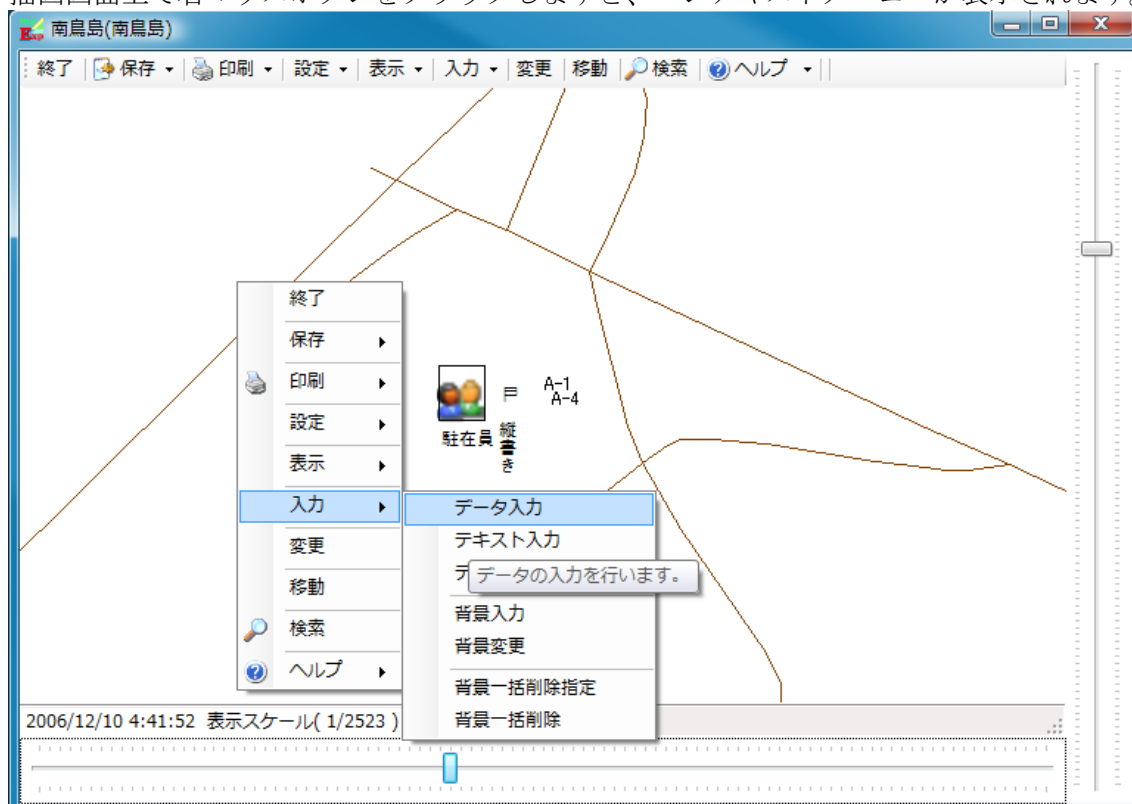 描画画面上で右マウスボタンをクリックしますと、コンテキストメニューが表示されます。
南鳥島(南鳥島)
終了 保存 印刷 設定 表示 入力 変更 移動 検索 ヘルプ
終了
保存
印刷
設定
表示
入力
変更
移動
検索
ヘルプ
A-1
A-4
駐在員
縦書き
データ入力
テキスト入力
デ
データの入力を行います。
背景入力
背景変更
背景一括削除指定
背景一括削除
2006/12/10 4:41:52 表示スケール( 1/2523 )